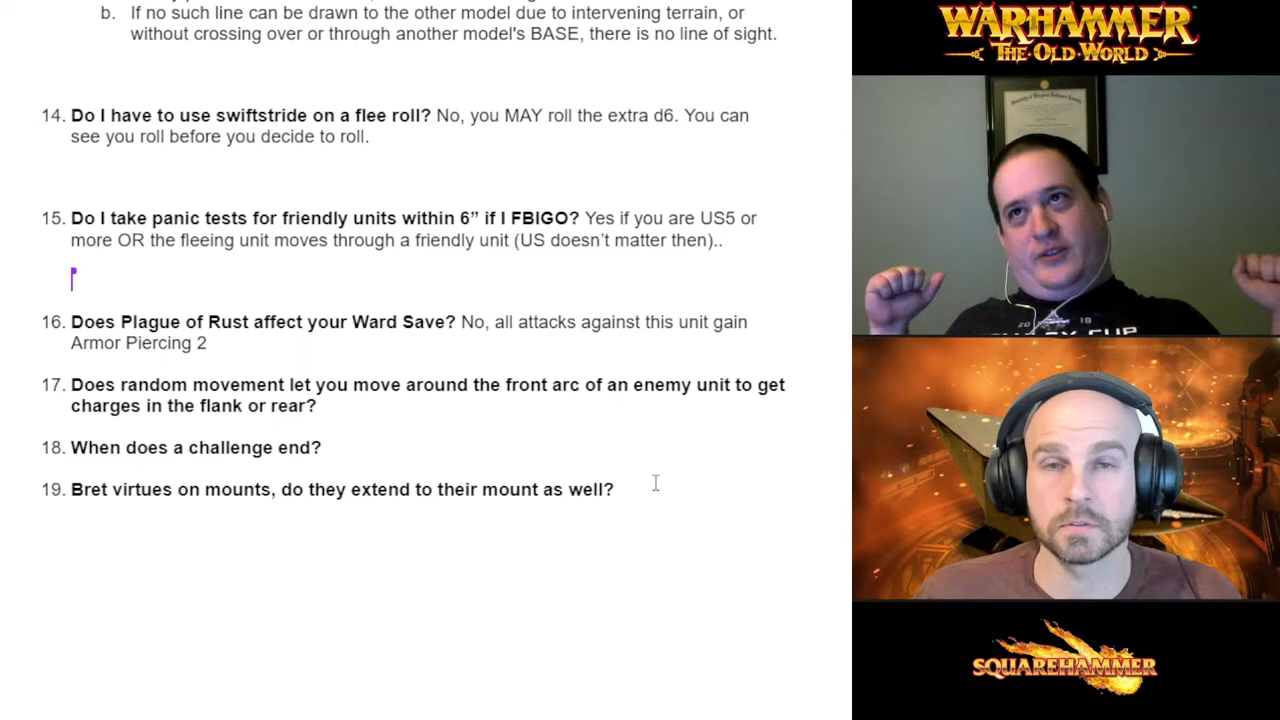 b. If no such line can be drawn to the other model due to intervening terrain, or
without crossing over or through another model's BASE, there is no line of sight.
14. Do I have to use swiftstride on a flee roll? No, you MAY roll the extra d6. You can
see you roll before you decide to roll.
15. Do I take panic tests for friendly units within 6” if I FBIGO? Yes if you are US5 or
more OR the fleeing unit moves through a friendly unit (US doesn’t matter then)..
16. Does Plague of Rust affect your Ward Save? No, all attacks against this unit gain
Armor Piercing 2
17. Does random movement let you move around the front arc of an enemy unit to get
charges in the flank or rear?
18. When does a challenge end?
19. Bret virtues on mounts, do they extend to their mount as well?
WARHAMMER
THE OLD WORLD
SQUAREHAMMER